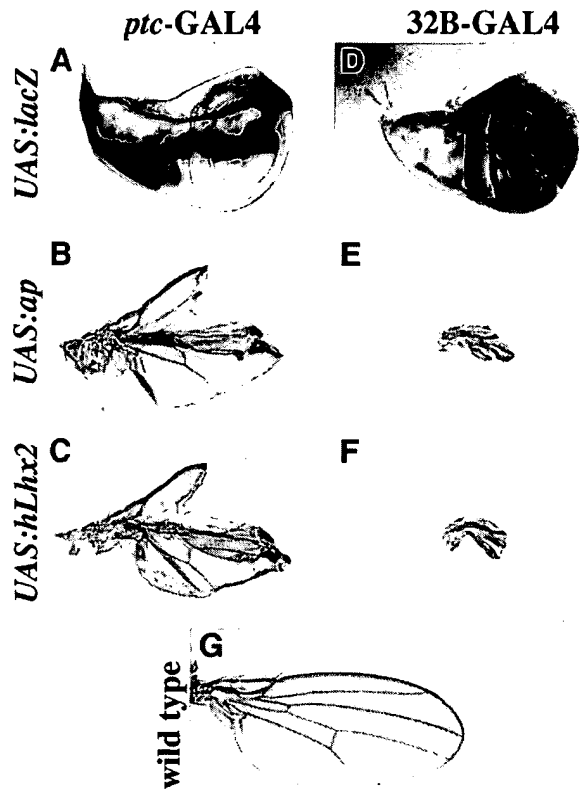 ptc-GAL4 32B-GAL4
A D
UAS:lacZ
B E
UAS:ap
C F
UAS:hLhx2
G
wild type